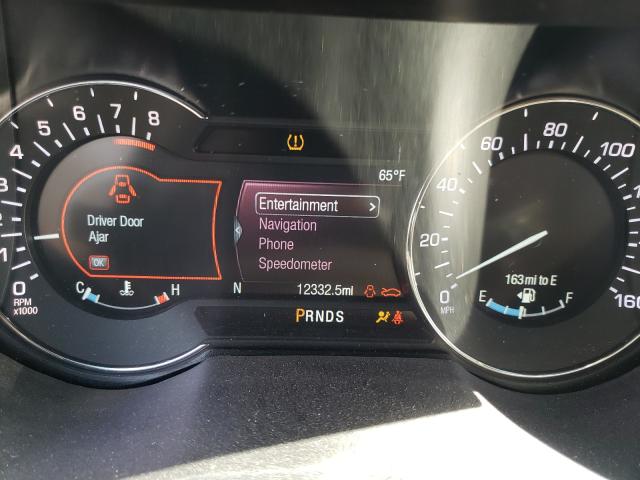 8
7
6
5
4
3
2
1
0
RPM
x1000
Driver Door
Ajar
OK
C H
65°F
Entertainment >
Navigation
Phone
Speedometer
N 12332.5mi
PRNDS
0
20
40
60
80
100
160
MPH
163 mi to E
E F